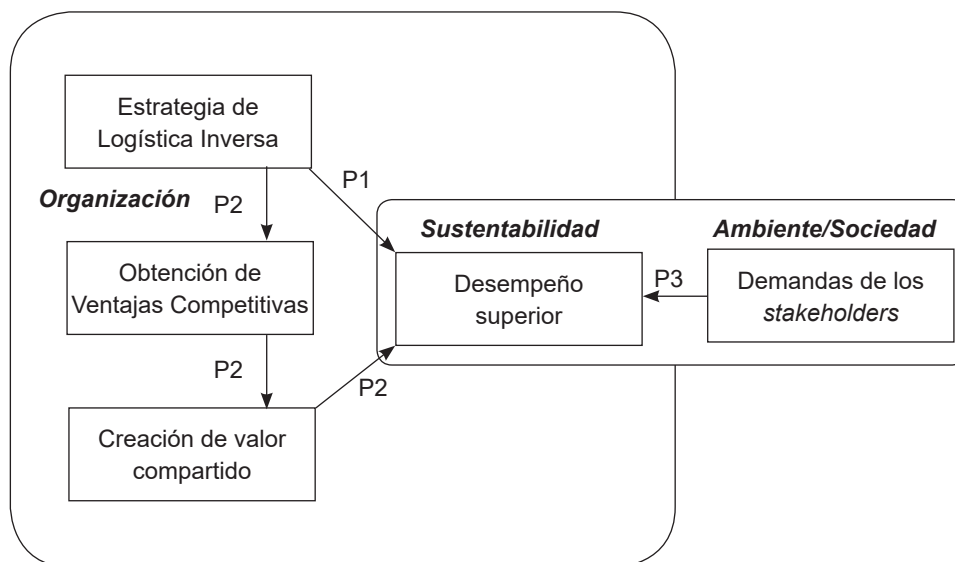 Estrategia de
Logística Inversa
P1
Organización
P2
Sustentabilidad
Ambiente/Sociedad
Obtención de
Ventajas Competitivas
Desempeño
superior
P3
Demandas de los
stakeholders
P2
P2
Creación de valor
compartido